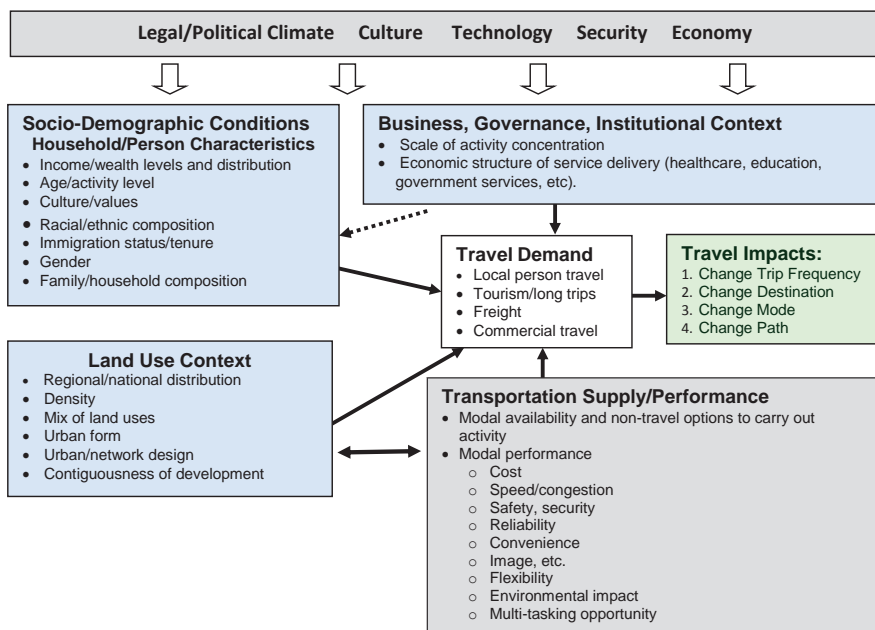 Legal/Political Climate Culture Technology Security Economy
Socio-Demographic Conditions
Household/Person Characteristics
• Income/wealth levels and distribution
• Age/activity level
• Culture/values
• Racial/ethnic composition
• Immigration status/tenure
• Gender
• Family/household composition
Business, Governance, Institutional Context
• Scale of activity concentration
• Economic structure of service delivery (healthcare, education,
government services, etc).
Travel Demand
• Local person travel
• Tourism/long trips
• Freight
• Commercial travel
Travel Impacts:
1. Change Trip Frequency
2. Change Destination
3. Change Mode
4. Change Path
Land Use Context
• Regional/national distribution
• Density
• Mix of land uses
• Urban form
• Urban/network design
• Contiguousness of development
Transportation Supply/Performance
• Modal availability and non-travel options to carry out
activity
• Modal performance
o Cost
o Speed/congestion
o Safety, security
o Reliability
o Convenience
o Image, etc.
o Flexibility
o Environmental impact
o Multi-tasking opportunity